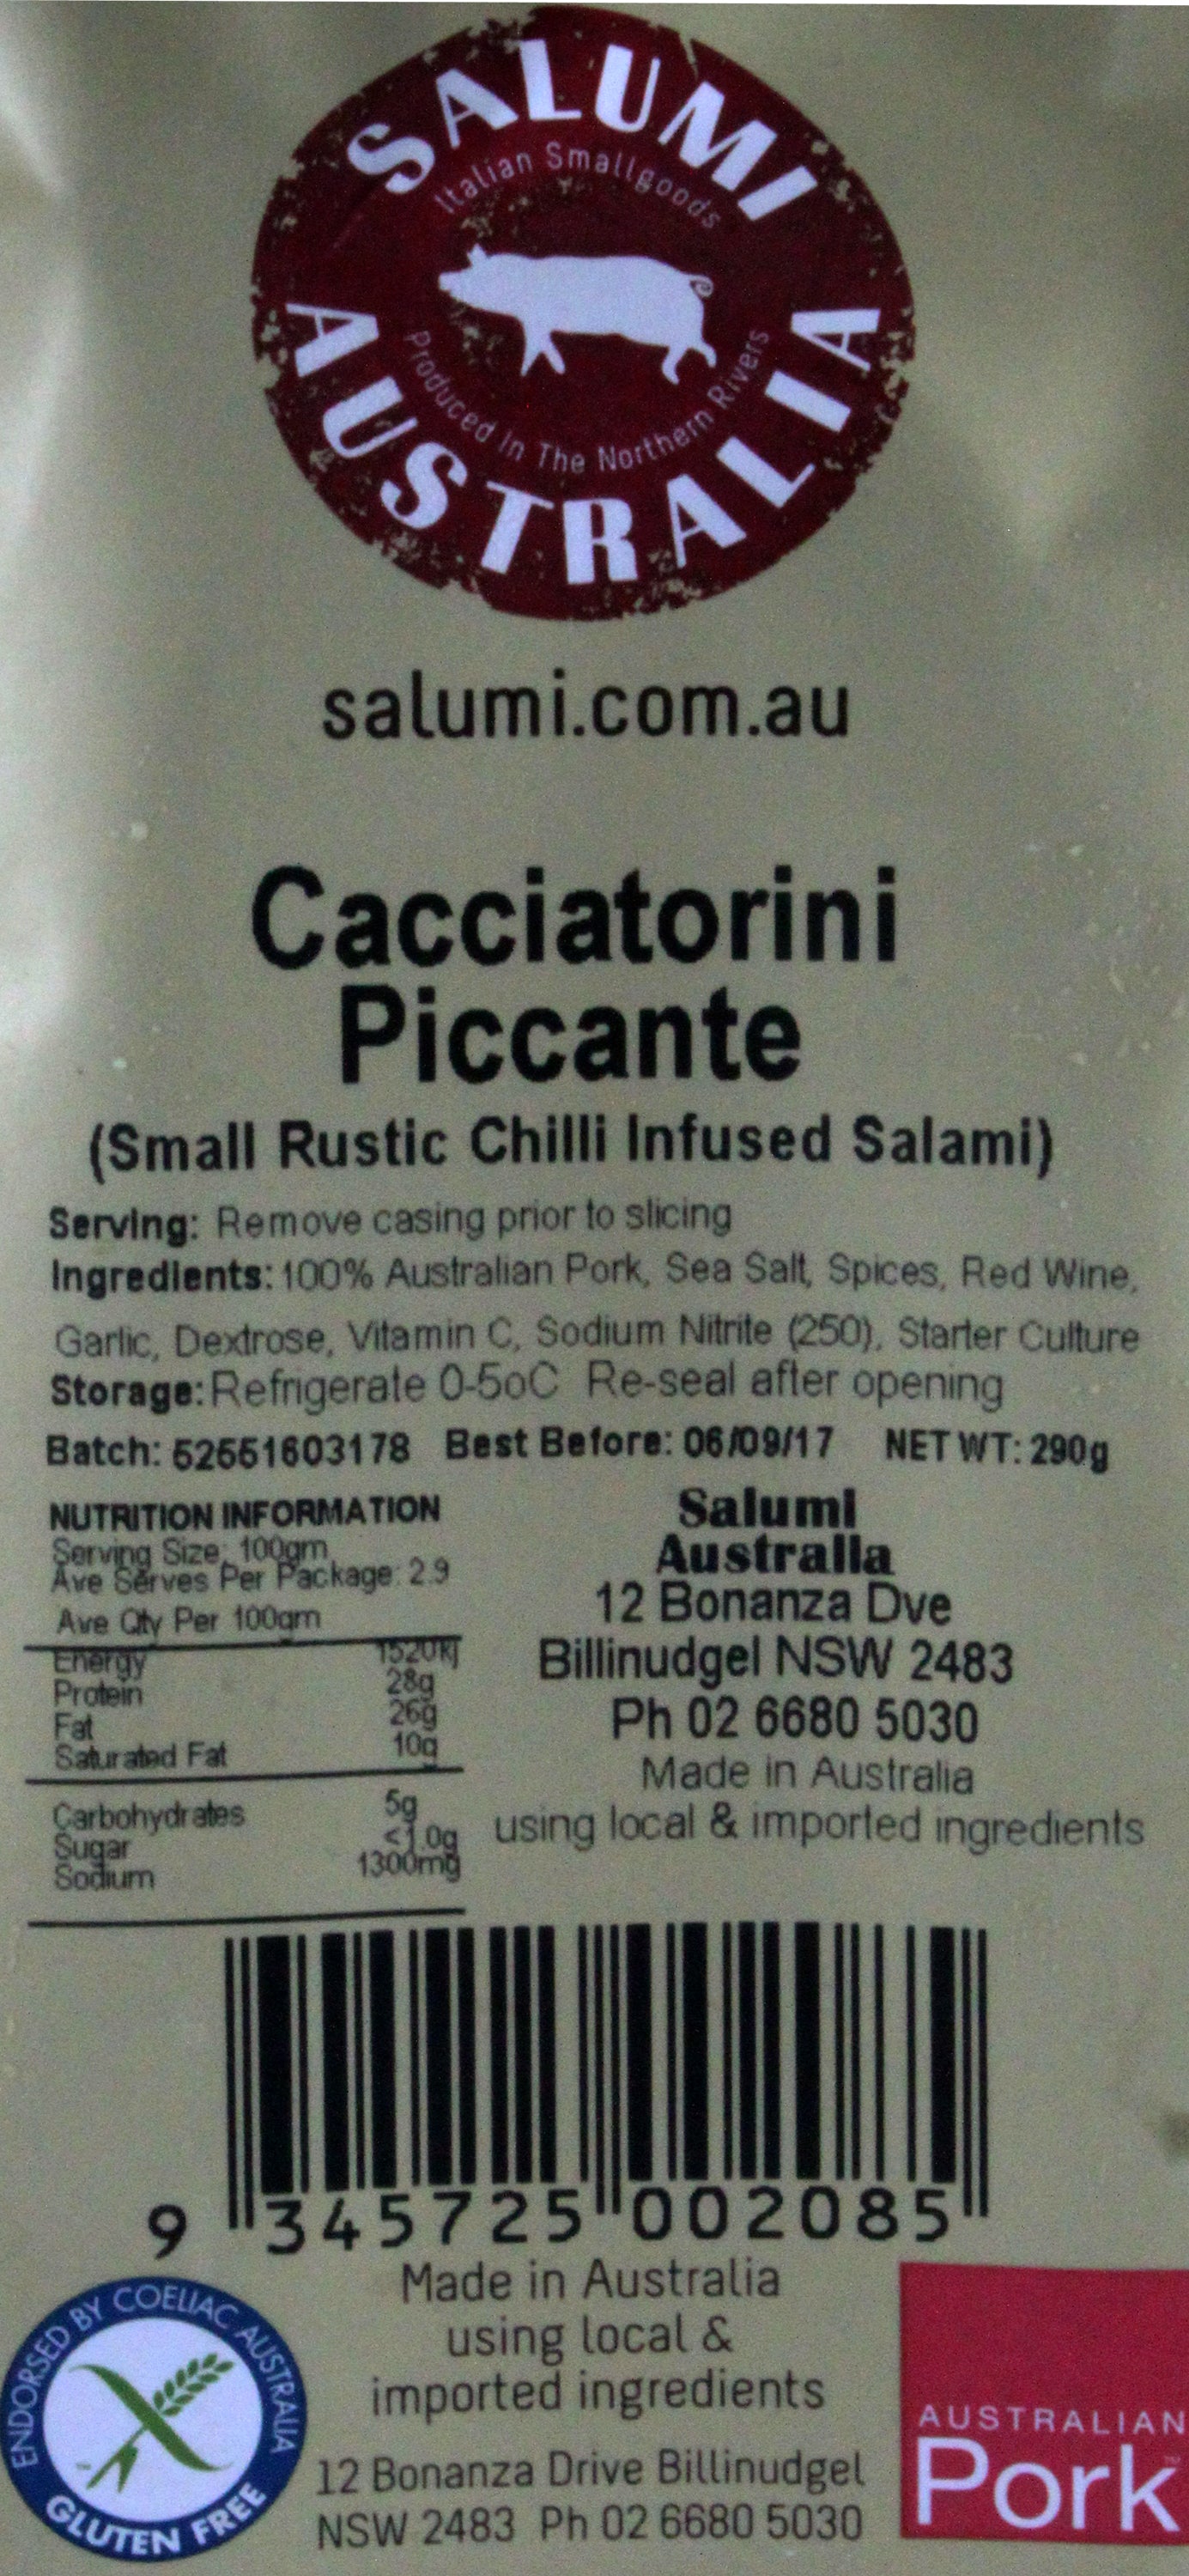 SALUMI
Italian Smallgoods
Produced In The Northern Rivers
AUSTRALIA
salumi.com.au
Cacciatorini
Piccante
(Small Rustic Chilli Infused Salami)
Serving: Remove casing prior to slicing
Ingredients: 100% Australian Pork, Sea Salt, Spices, Red Wine,
Garlic, Dextrose, Vitamin C, Sodium Nitrite (250), Starter Culture
Storage: Refrigerate 0-5oC Re-seal after opening
Batch: 52551603178 Best Before: 06/09/17 NET WT: 290g
NUTRITION INFORMATION
Serving Size: 100gm
Ave Serves Per Package: 2.9
Ave Qty Per 100gm
Energy 1520kj
Protein 28g
Fat 26g
Saturated Fat 10g
Carbohydrates 5g
Sugar <1.0g
Sodium 1300mg
Salumi
Australia
12 Bonanza Dve
Billinudgel NSW 2483
Ph 02 6680 5030
Made in Australia
using local & imported ingredients
9 345725 002085
Made in Australia
using local &
imported ingredients
12 Bonanza Drive Billinudgel
NSW 2483 Ph 02 6680 5030
ENDORSED BY COELIAC AUSTRALIA
GLUTEN FREE
AUSTRALIAN
Pork™